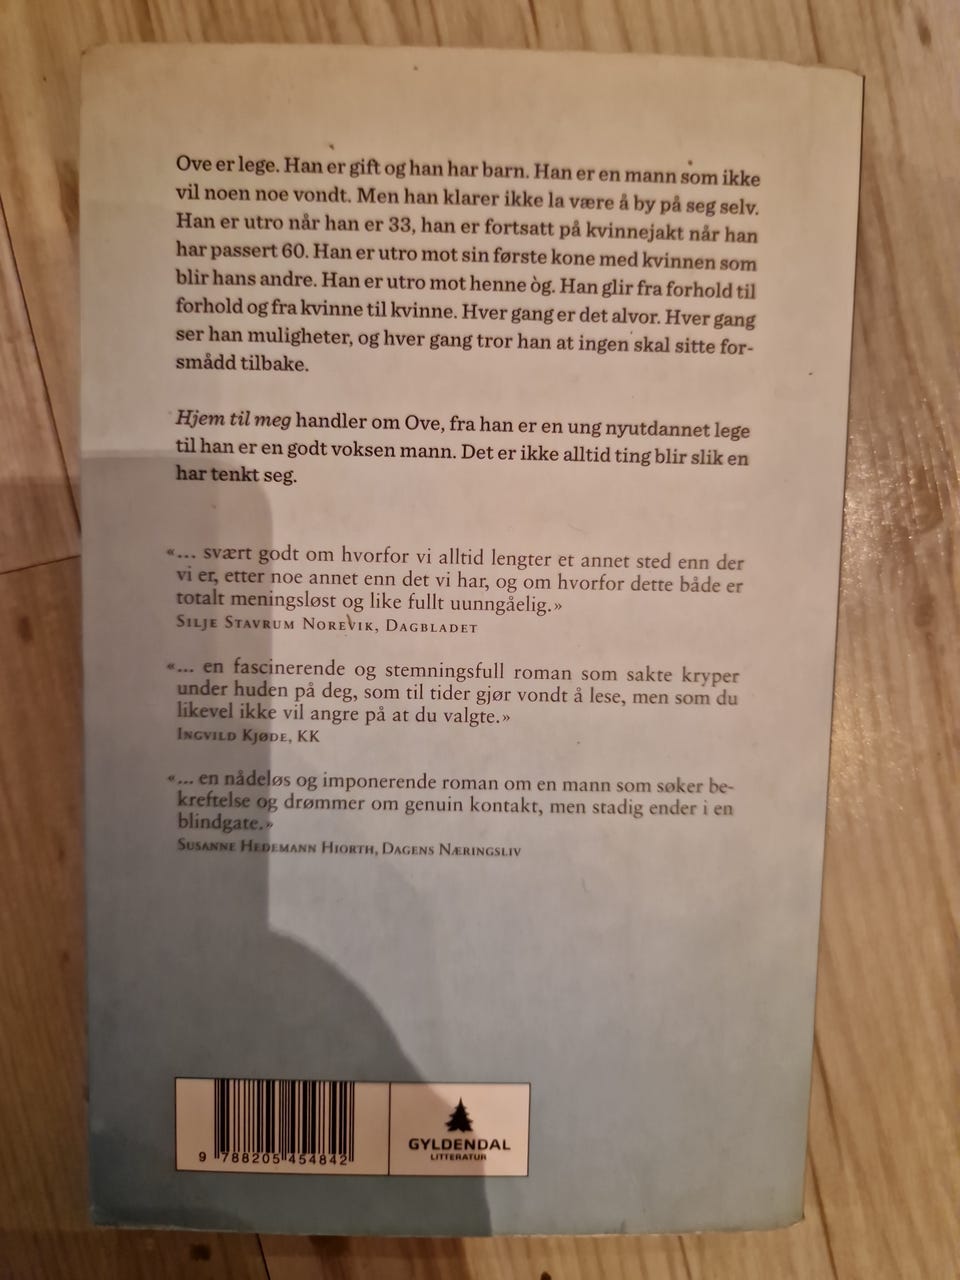 Ove er lege. Han er gift og han har barn. Han er en mann som ikke
vil noen noe vondt. Men han klarer ikke la være å by på seg selv.
Han er utro når han er 33, han er fortsatt på kvinnejakt når han
har passert 60. Han er utro mot sin første kone med kvinnen som
blir hans andre. Han er utro mot henne òg. Han glir fra forhold til
forhold og fra kvinne til kvinne. Hver gang er det alvor. Hver gang
ser han muligheter, og hver gang tror han at ingen skal sitte for-
smådd tilbake.
Hjem til meg handler om Ove, fra han er en ung nyutdannet lege
til han er en godt voksen mann. Det er ikke alltid ting blir slik en
har tenkt seg.
«... svært godt om hvorfor vi alltid lengter et annet sted enn der
vi er, etter noe annet enn det vi har, og om hvorfor dette både er
totalt meningsløst og like fullt uunngåelig.»
SILJE STAVRUM NOREVIK, DAGBLADET
«... en fascinerende og stemningsfull roman som sakte kryper
under huden på deg, som til tider gjør vondt å lese, men som du
likevel ikke vil angre på at du valgte.»
INGVILD KJØDE, KK
«... en nådeløs og imponerende roman om en mann som søker be-
kreftelse og drømmer om genuin kontakt, men stadig ender i en
blindgate.»
SUSANNE HEDEMANN HIORTH, DAGENS NÆRINGSLIV
9 788205 454842
GYLDENDAL
LITTERATUR